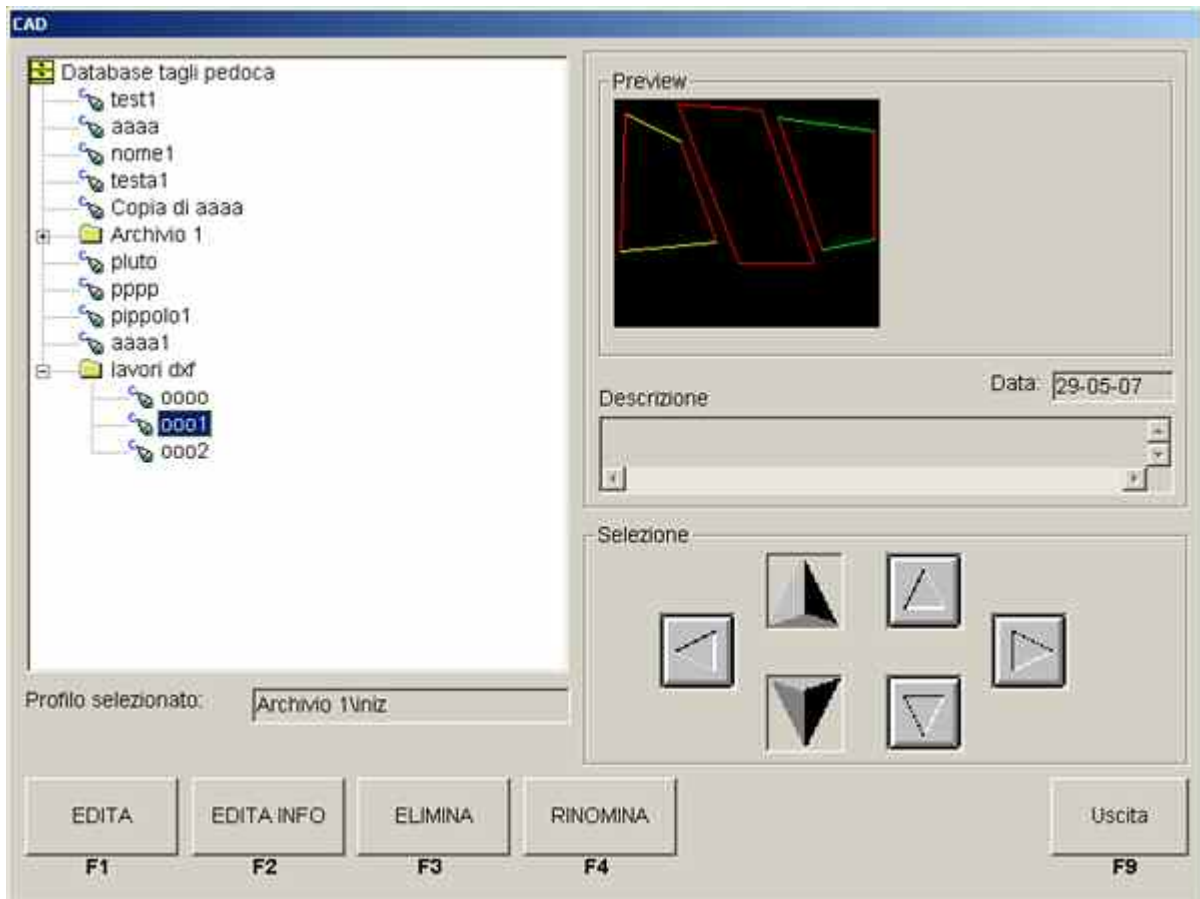 CAD
Database tagli pedoca
test1
aaaa
nome1
testa1
Copia di aaaa
Archivio 1
pluto
pppp
pippolo1
aaaa1
lavori dxf
oooo
ooo1
ooo2
Profilo selezionato:
Archivio 1\iniz
Preview
Data:
29-05-07
Descrizione
Selezione
EDITA
EDITA INFO
ELIMINA
RINOMINA
Uscita
F1
F2
F3
F4
F9